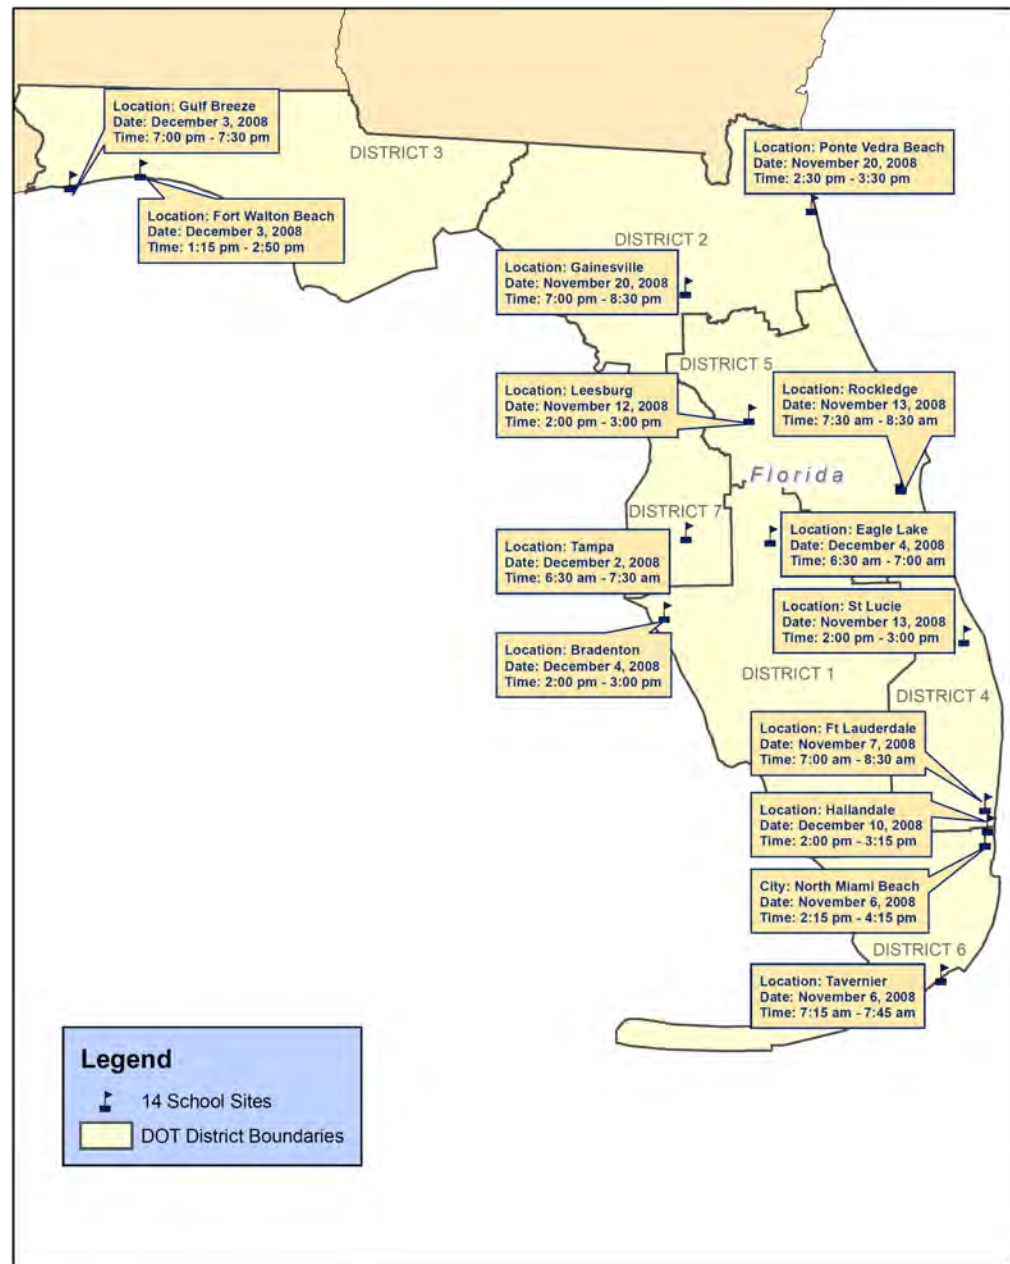 Location: Gulf Breeze
Date: December 3, 2008
Time: 7:00 pm - 7:30 pm
DISTRICT 3
Location: Ponte Vedra Beach
Date: November 20, 2008
Time: 2:30 pm - 3:30 pm
Location: Fort Walton Beach
Date: December 3, 2008
Time: 1:15 pm - 2:50 pm
DISTRICT 2
Location: Gainesville
Date: November 20, 2008
Time: 7:00 pm - 8:30 pm
DISTRICT 5
Location: Leesburg
Date: November 12, 2008
Time: 2:00 pm - 3:00 pm
Location: Rockledge
Date: November 13, 2008
Time: 7:30 am - 8:30 am
Florida
DISTRICT 7
Location: Tampa
Date: December 2, 2008
Time: 6:30 am - 7:30 am
Location: Eagle Lake
Date: December 4, 2008
Time: 6:30 am - 7:00 am
Location: St Lucie
Date: November 13, 2008
Time: 2:00 pm - 3:00 pm
Location: Bradenton
Date: December 4, 2008
Time: 2:00 pm - 3:00 pm
DISTRICT 1
DISTRICT 4
Location: Ft Lauderdale
Date: November 7, 2008
Time: 7:00 am - 8:30 am
Location: Hallandale
Date: December 10, 2008
Time: 2:00 pm - 3:15 pm
City: North Miami Beach
Date: November 6, 2008
Time: 2:15 pm - 4:15 pm
DISTRICT 6
Location: Tavernier
Date: November 6, 2008
Time: 7:15 am - 7:45 am
Legend
14 School Sites
DOT District Boundaries